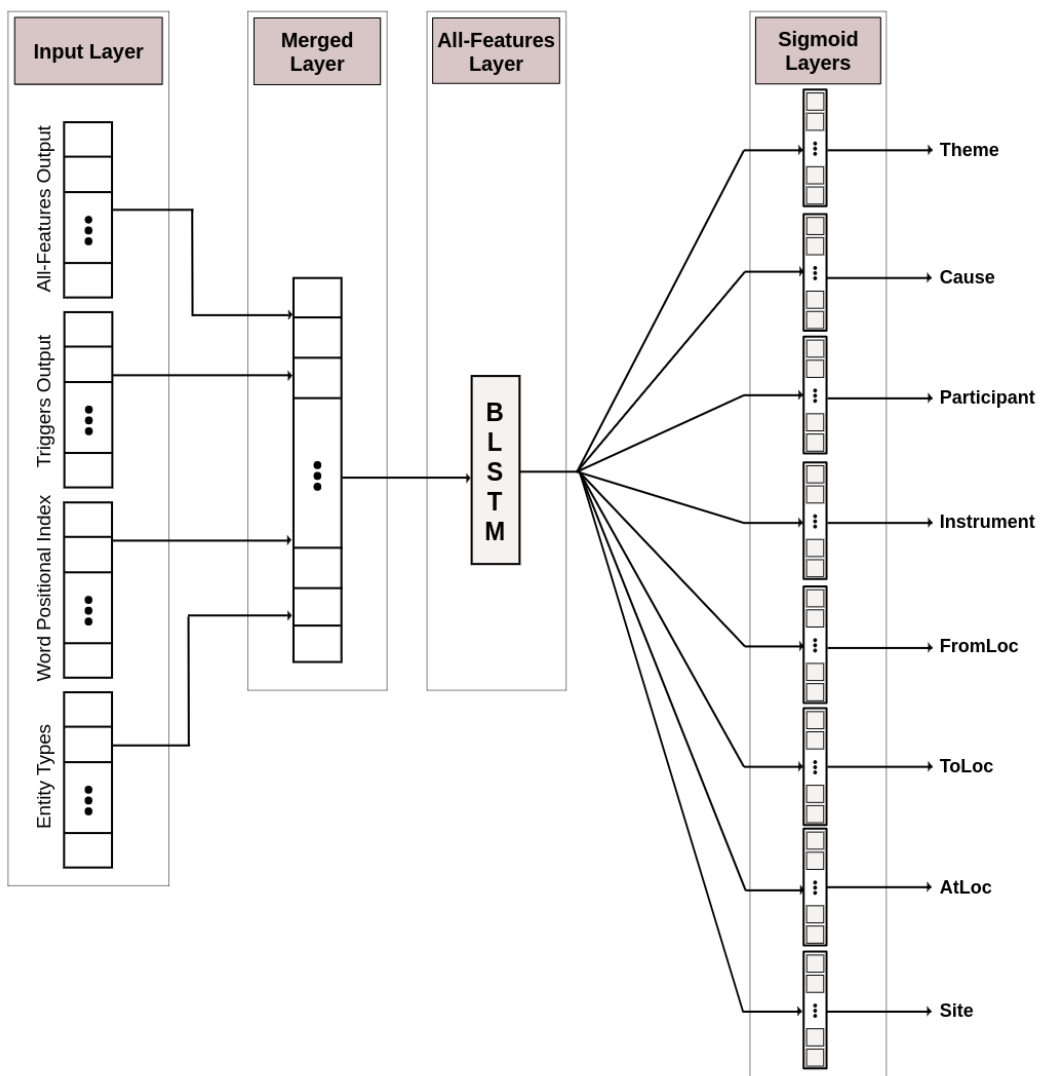 Input Layer
Merged
Layer
All-Features
Layer
Sigmoid
Layers
All-Features Output
Triggers Output
Word Positional Index
Entity Types
B
L
S
T
M
Theme
Cause
Participant
Instrument
FromLoc
ToLoc
AtLoc
Site